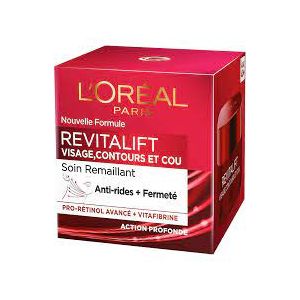 L'ORÉAL
PARIS
Nouvelle Formule
REVITALIFT
VISAGE, CONTOURS ET COU
Soin Remaillant
Anti-rides + Fermeté
PRO-RÉTINOL AVANCÉ + VITAFIBRINE
ACTION PROFONDE